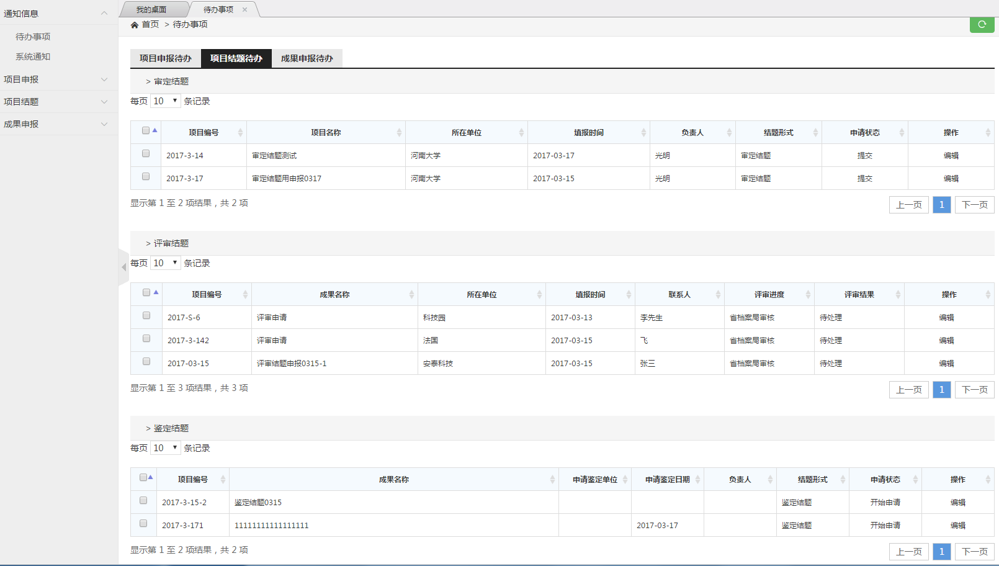 通知信息
待办事项
系统通知
项目申报
项目结题
成果申报
我的桌面 待办事项
首页 > 待办事项
项目申报待办 项目结题待办 成果申报待办
> 审定结题
每页 10 条记录
项目编号 项目名称 所在单位 填报时间 负责人 结题形式 申请状态 操作
2017-3-14 审定结题测试 河南大学 2017-03-17 光明 审定结题 提交 编辑
2017-3-17 审定结题用申报0317 河南大学 2017-03-15 光明 审定结题 提交 编辑
显示第 1 至 2 项结果，共 2 项 上一页 1 下一页
> 评审结题
每页 10 条记录
项目编号 成果名称 所在单位 填报时间 联系人 评审进度 评审结果 操作
2017-S-6 评审申请 科技园 2017-03-13 李先生 省档案局审核 待处理 编辑
2017-3-142 评审申请 法国 2017-03-15 飞 省档案局审核 待处理 编辑
2017-03-15 评审结题申报0315-1 安泰科技 2017-03-15 张三 省档案局审核 待处理 编辑
显示第 1 至 3 项结果，共 3 项 上一页 1 下一页
> 鉴定结题
每页 10 条记录
项目编号 成果名称 申请鉴定单位 申请鉴定日期 负责人 结题形式 申请状态 操作
2017-3-15-2 鉴定结题0315 鉴定结题 开始申请 编辑
2017-3-171 11111111111111111 2017-03-17 鉴定结题 开始申请 编辑
显示第 1 至 2 项结果，共 2 项 上一页 1 下一页